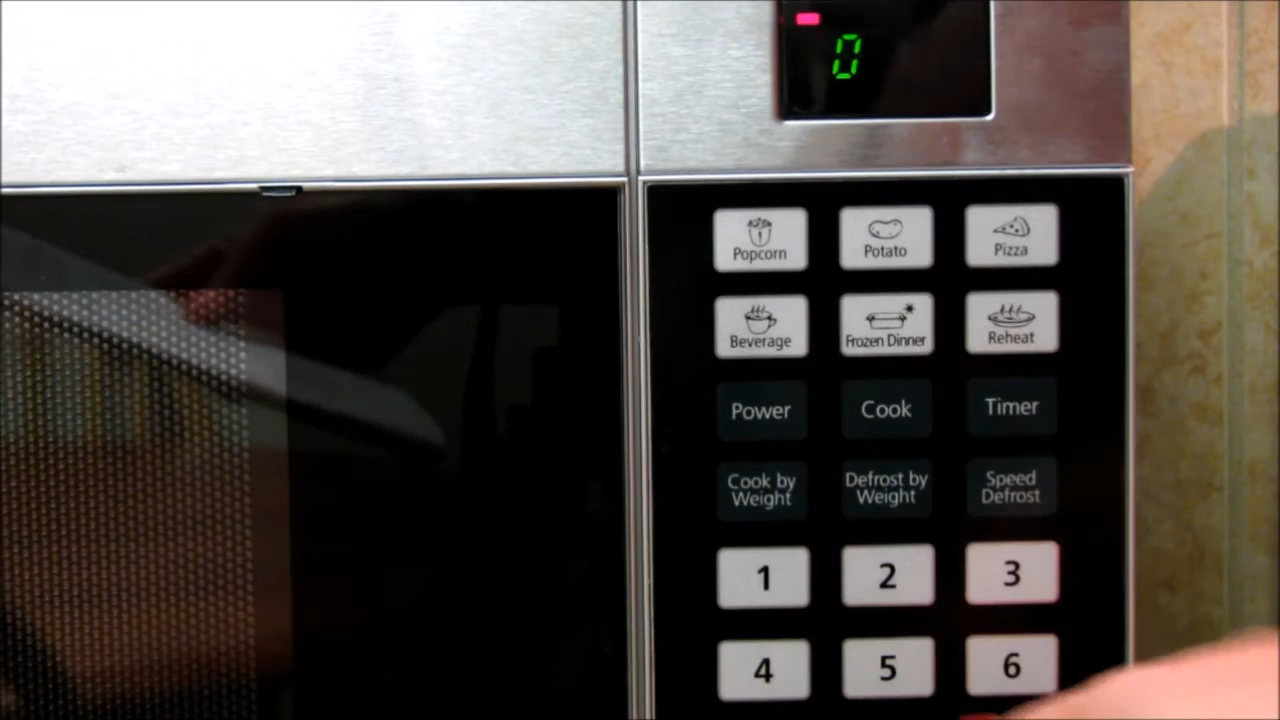 0
Popcorn
Potato
Pizza
Beverage
Frozen Dinner
Reheat
Power
Cook
Timer
Cook by
Weight
Defrost by
Weight
Speed
Defrost
1
2
3
4
5
6